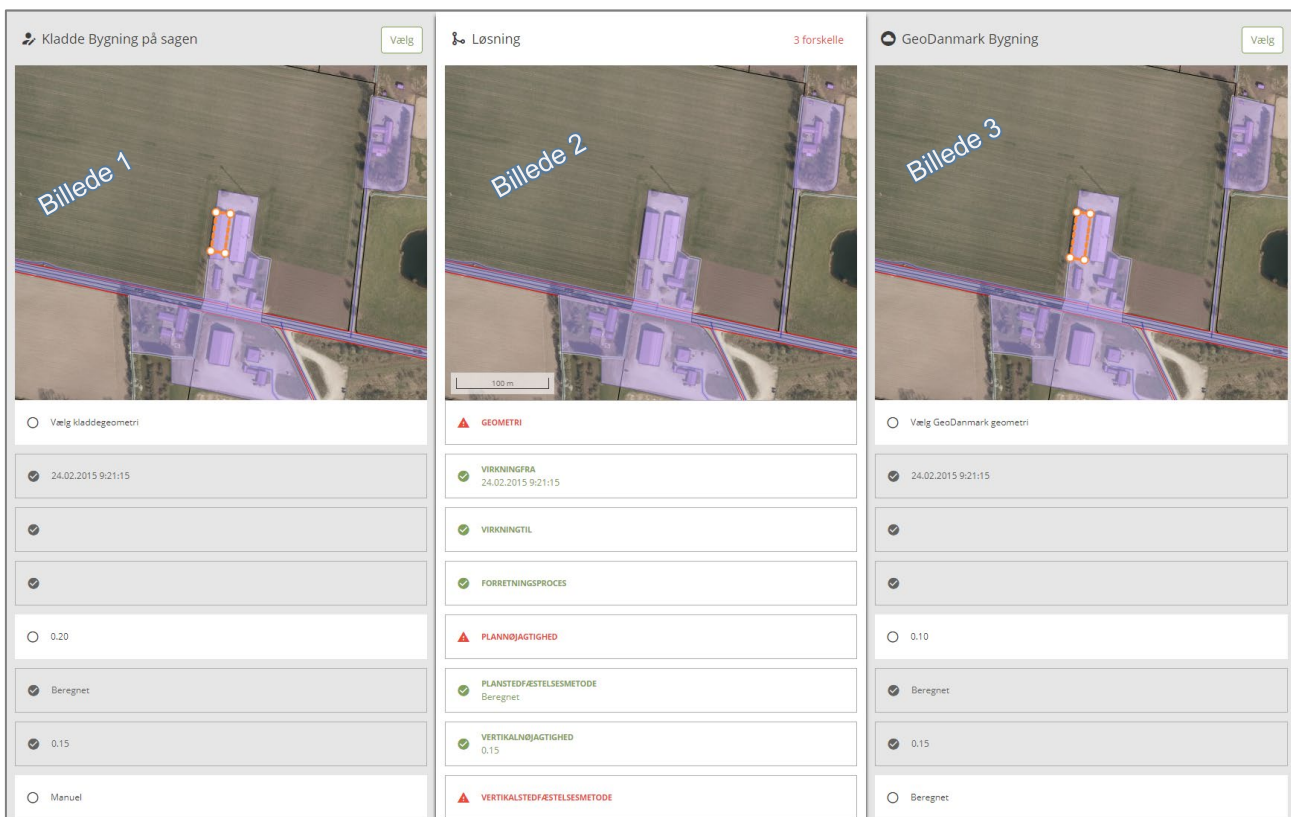 Kladde Bygning på sagen
Vælg
Billede 1
Vælg kladdegeometri
24.02.2015 9:21:15
0.20
Beregnet
0.15
Manuel
Løsning
3 forskelle
Billede 2
100 m
GEOMETRI
VIRKNINGFRA
24.02.2015 9:21:15
VIRKNINGTIL
FORRETNINGSPROCES
PLANNØJAGTIGHED
PLANSTEDFÆSTELSESMETODE
Beregnet
VERTIKALNØJAGTIGHED
0.15
VERTIKALSTEDFÆSTELSESMETODE
GeoDanmark Bygning
Vælg
Billede 3
Vælg GeoDanmark geometri
24.02.2015 9:21:15
0.10
Beregnet
0.15
Beregnet